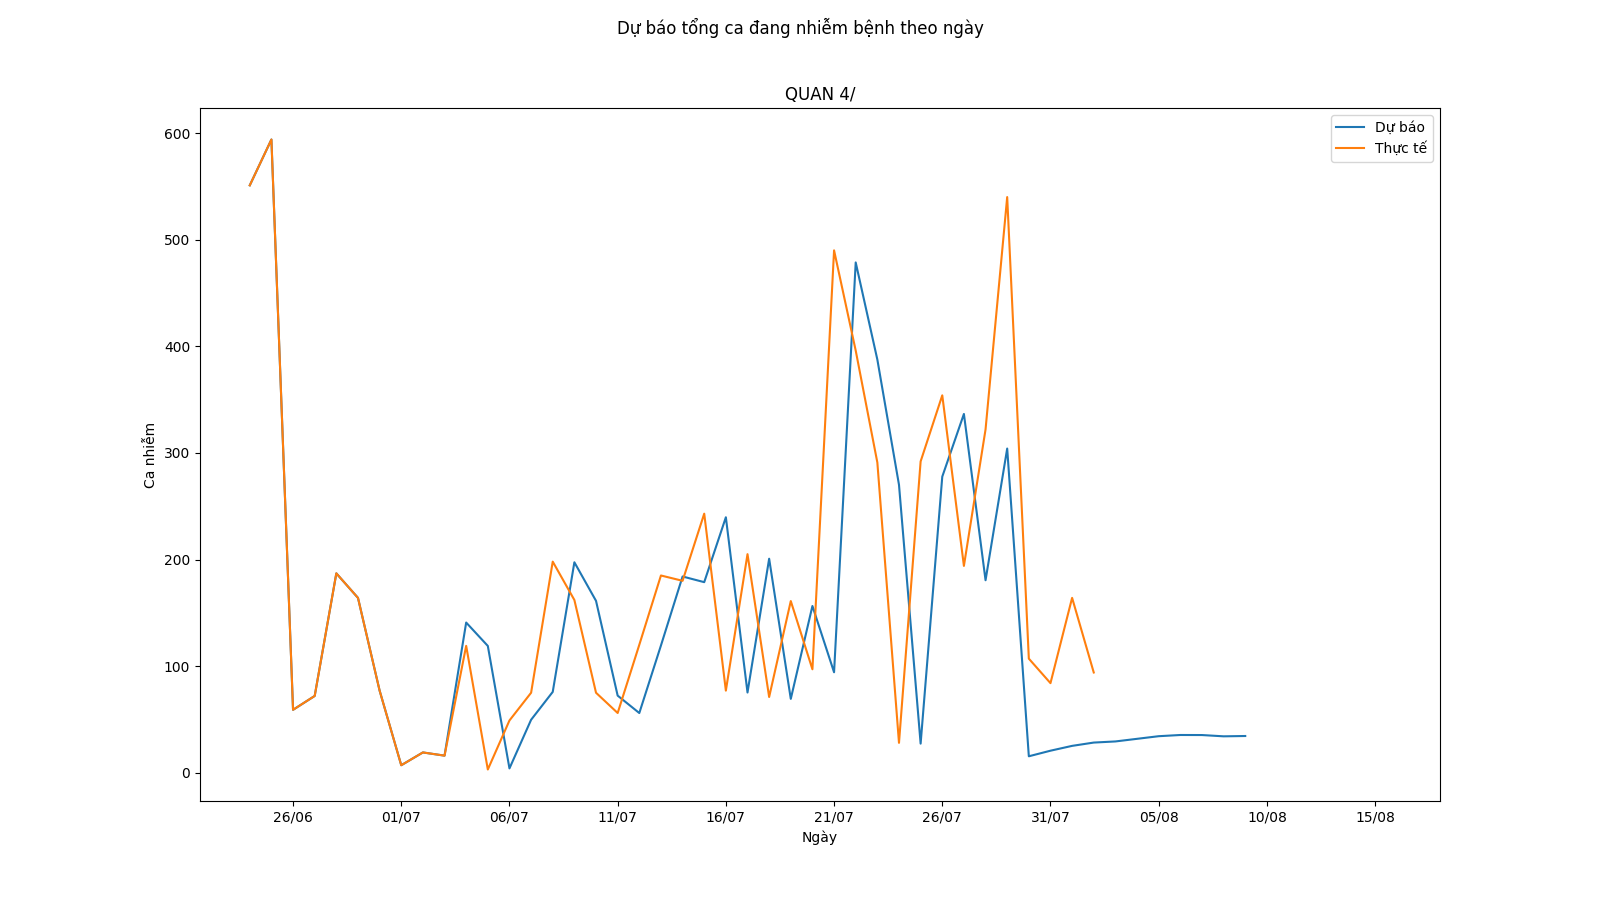 Dự báo tổng ca đang nhiễm bệnh theo ngày
QUAN 4/
Dự báo
Thực tế
600
500
400
300
200
100
0
Ca nhiễm
26/06 01/07 06/07 11/07 16/07 21/07 26/07 31/07 05/08 10/08 15/08
Ngày